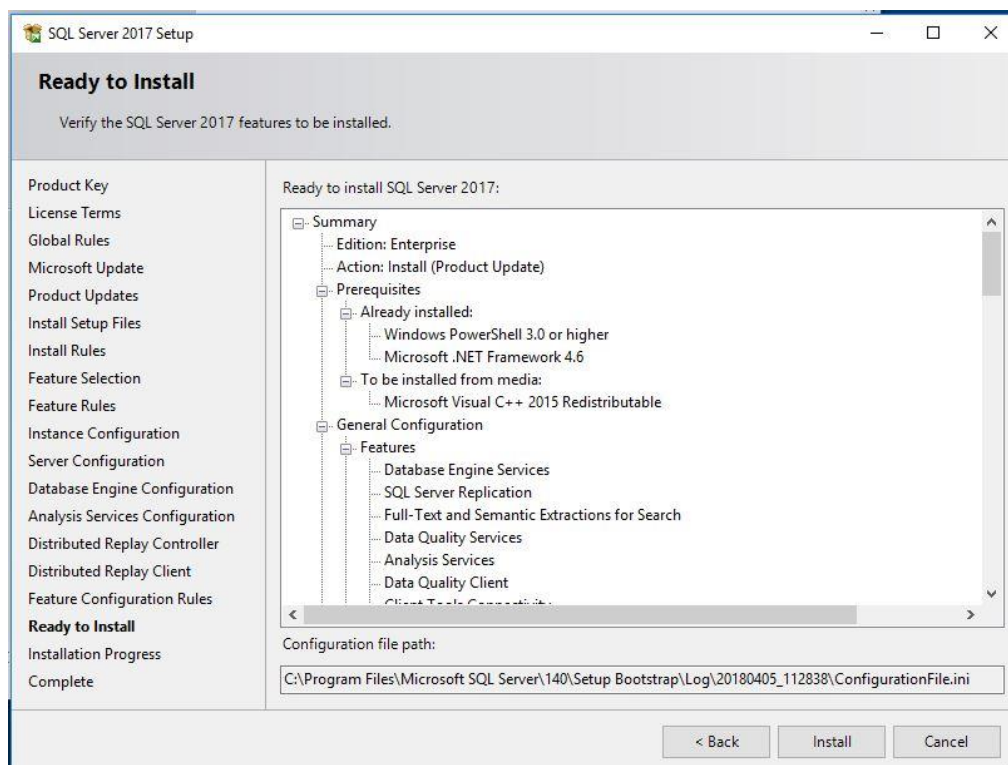 SQL Server 2017 Setup
Ready to Install
Verify the SQL Server 2017 features to be installed.
Product Key
License Terms
Global Rules
Microsoft Update
Product Updates
Install Setup Files
Install Rules
Feature Selection
Feature Rules
Instance Configuration
Server Configuration
Database Engine Configuration
Analysis Services Configuration
Distributed Replay Controller
Distributed Replay Client
Feature Configuration Rules
Ready to Install
Installation Progress
Complete
Ready to install SQL Server 2017:
Summary
Edition: Enterprise
Action: Install (Product Update)
Prerequisites
Already installed:
Windows PowerShell 3.0 or higher
Microsoft .NET Framework 4.6
To be installed from media:
Microsoft Visual C++ 2015 Redistributable
General Configuration
Features
Database Engine Services
SQL Server Replication
Full-Text and Semantic Extractions for Search
Data Quality Services
Analysis Services
Data Quality Client
Client Tools Connectivity
Configuration file path:
C:\Program Files\Microsoft SQL Server\140\Setup Bootstrap\Log\20180405_112838\ConfigurationFile.ini
< Back
Install
Cancel